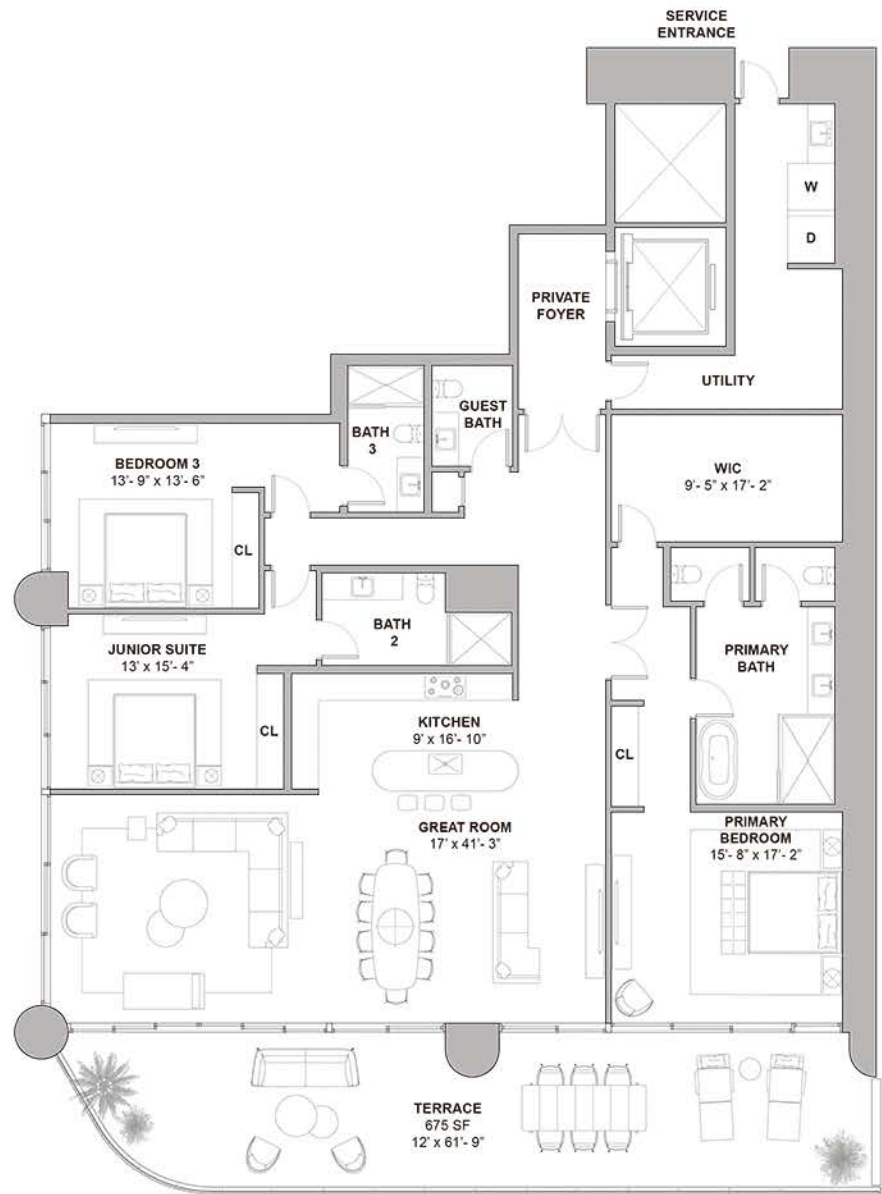 SERVICE
ENTRANCE
W
D
PRIVATE
FOYER
UTILITY
GUEST
BATH
BATH
3
BEDROOM 3
13'- 9" x 13'- 6"
WIC
9'- 5" x 17'- 2"
CL
BATH
2
JUNIOR SUITE
13' x 15'- 4"
PRIMARY
BATH
CL
KITCHEN
9' x 16'- 10"
CL
GREAT ROOM
17' x 41'- 3"
PRIMARY
BEDROOM
15'- 8" x 17'- 2"
TERRACE
675 SF
12' x 61'- 9"